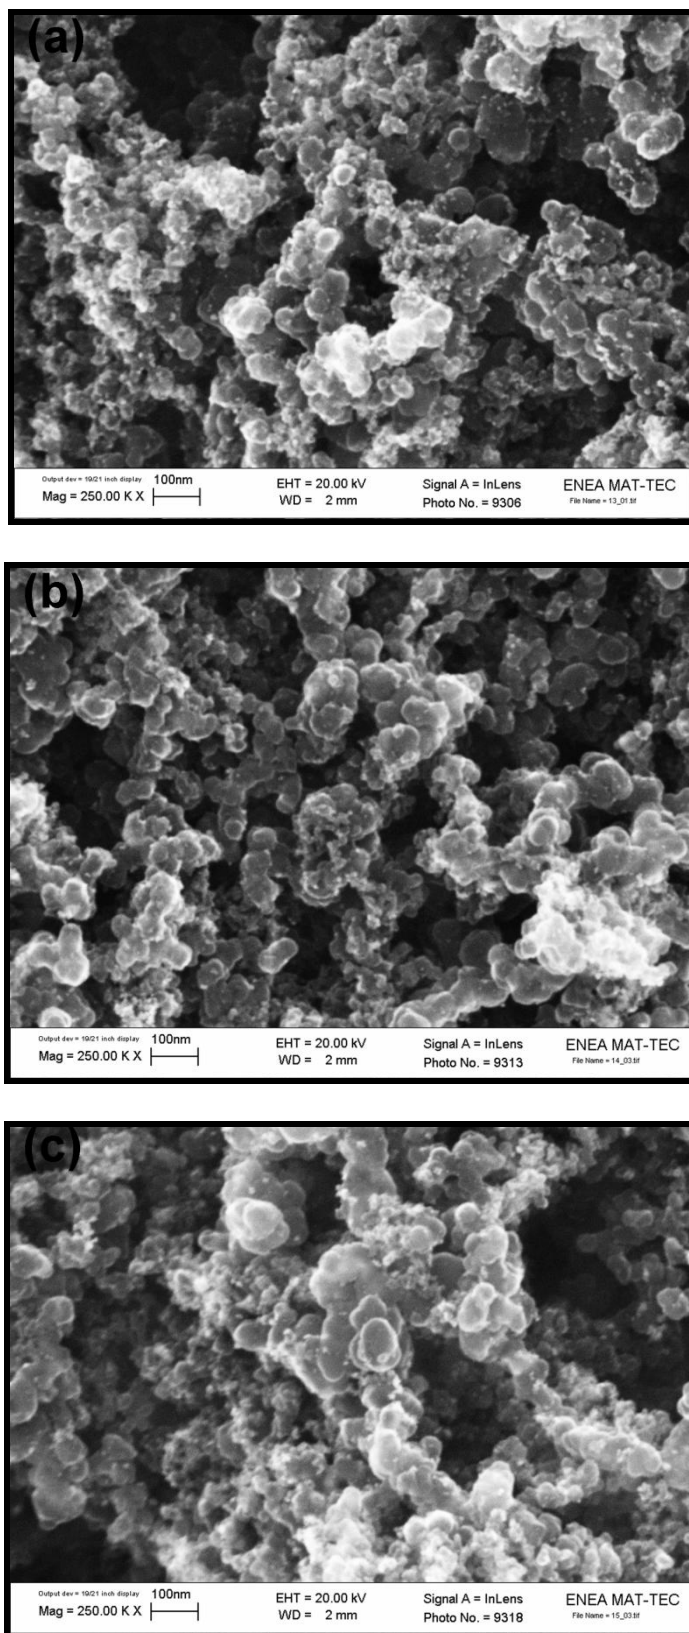 (a)
Output dev = 19/21 inch display 100nm EHT = 20.00 kV Signal A = InLens ENEA MAT-TEC
Mag = 250.00 K X WD = 2 mm Photo No. = 9306 File Name = 13_01.tif
(b)
Output dev = 19/21 inch display 100nm EHT = 20.00 kV Signal A = InLens ENEA MAT-TEC
Mag = 250.00 K X WD = 2 mm Photo No. = 9313 File Name = 14_03.tif
(c)
Output dev = 19/21 inch display 100nm EHT = 20.00 kV Signal A = InLens ENEA MAT-TEC
Mag = 250.00 K X WD = 2 mm Photo No. = 9318 File Name = 15_03.tif